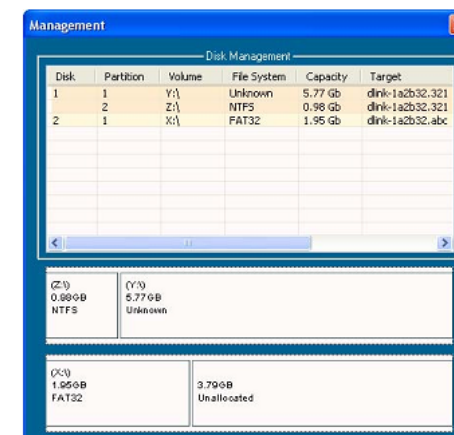 Management
Disk Management
Disk Partition Volume File System Capacity Target
1 1 Y:\ Unknown 5.77 Gb dlink-1a2b32.321
2 Z:\ NTFS 0.98 Gb dlink-1a2b32.321
2 1 X:\ FAT32 1.95 Gb dlink-1a2b32.abc
(Z:\) (Y:\)
0.98GB 5.77GB
NTFS Unknown
(X:\)
1.95GB 3.79GB
FAT32 Unallocated